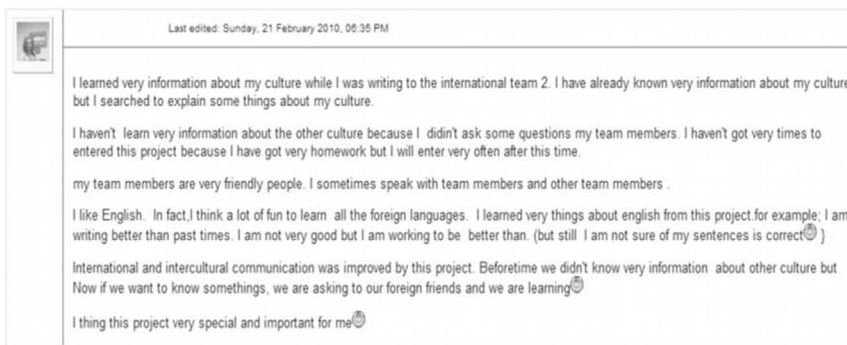 Last edited: Sunday, 21 February 2010, 06:35 PM
I learned very information about my culture while I was writing to the international team 2. I have already known very information about my culture
but I searched to explain some things about my culture.
I haven't learn very information about the other culture because I didin't ask some questions my team members. I haven't got very times to
entered this project because I have got very homework but I will enter very often after this time.
my team members are very friendly people. I sometimes speak with team members and other team members .
I like English. In fact,I think a lot of fun to learn all the foreign languages. I learned very things about english from this project.for example; I am
writing better than past times. I am not very good but I am working to be better than. (but still I am not sure of my sentences is correct )
International and intercultural communication was improved by this project. Beforetime we didn't know very information about other culture but
Now if we want to know somethings, we are asking to our foreign friends and we are learning
I thing this project very special and important for me